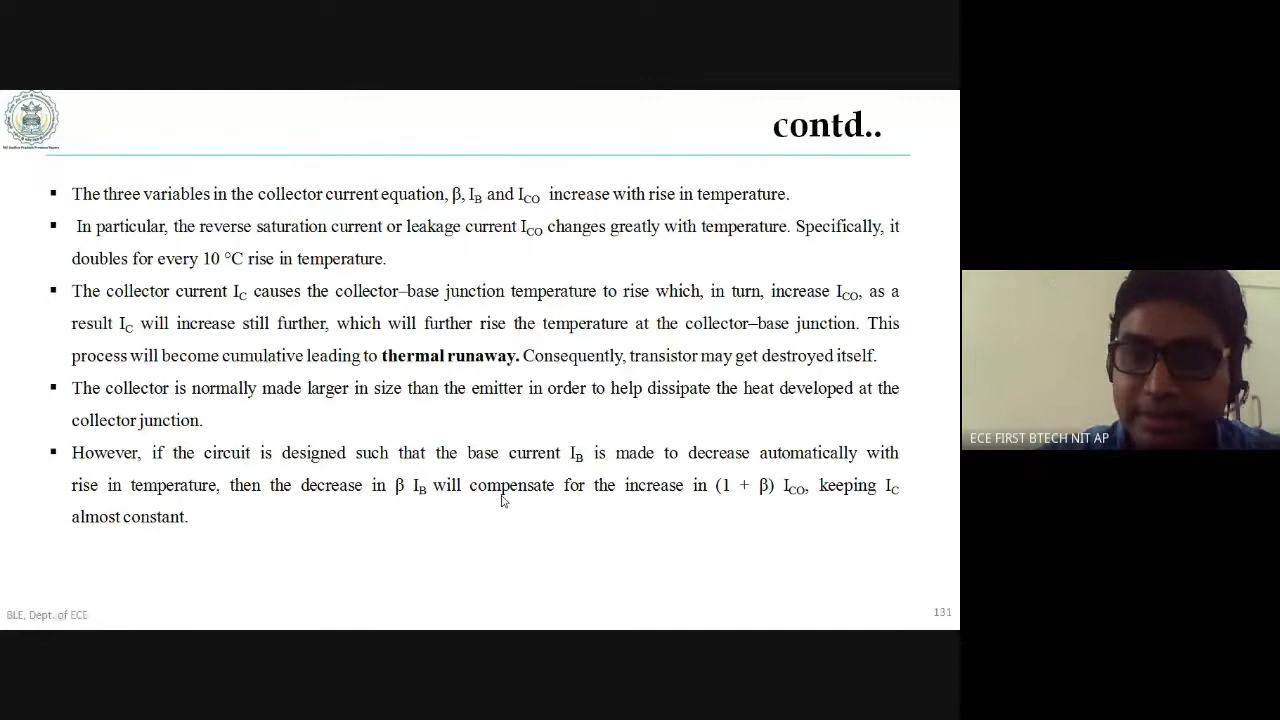 contd..
▪ The three variables in the collector current equation, β, I_B and I_CO increase with rise in temperature.
▪ In particular, the reverse saturation current or leakage current I_CO changes greatly with temperature. Specifically, it
doubles for every 10 °C rise in temperature.
▪ The collector current I_C causes the collector–base junction temperature to rise which, in turn, increase I_CO, as a
result I_C will increase still further, which will further rise the temperature at the collector–base junction. This
process will become cumulative leading to thermal runaway. Consequently, transistor may get destroyed itself.
▪ The collector is normally made larger in size than the emitter in order to help dissipate the heat developed at the
collector junction.
▪ However, if the circuit is designed such that the base current I_B is made to decrease automatically with
rise in temperature, then the decrease in β I_B will compensate for the increase in (1 + β) I_CO, keeping I_C
almost constant.
BLE, Dept. of ECE
131
ECE FIRST BTECH NIT AP